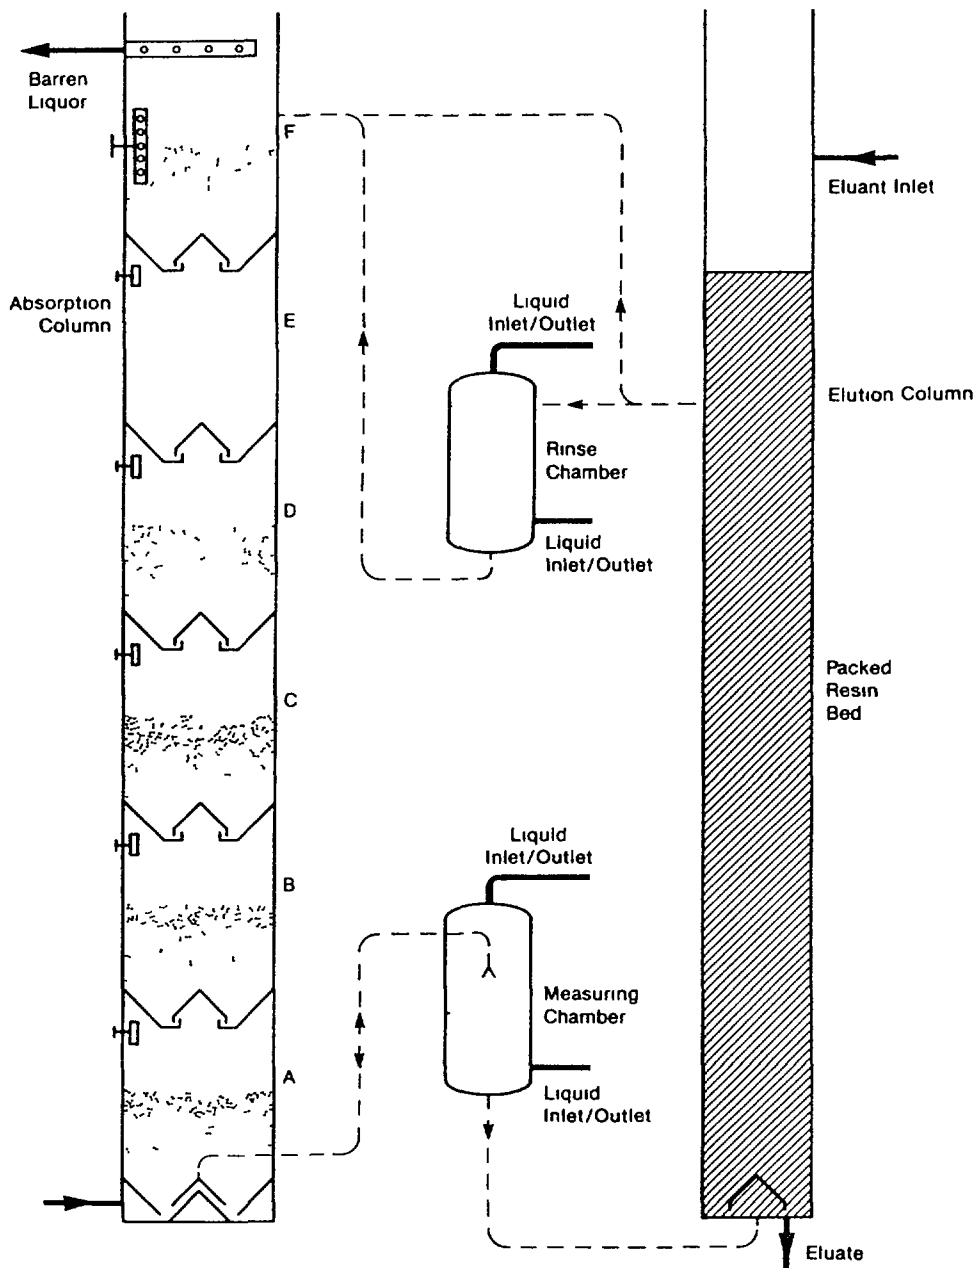 Barren
Liquor
F
Eluant Inlet
Absorption
Column
E
Liquid
Inlet/Outlet
Elution Column
Rinse
Chamber
D
Liquid
Inlet/Outlet
C
Packed
Resin
Bed
Liquid
Inlet/Outlet
B
Measuring
Chamber
A
Liquid
Inlet/Outlet
Eluate